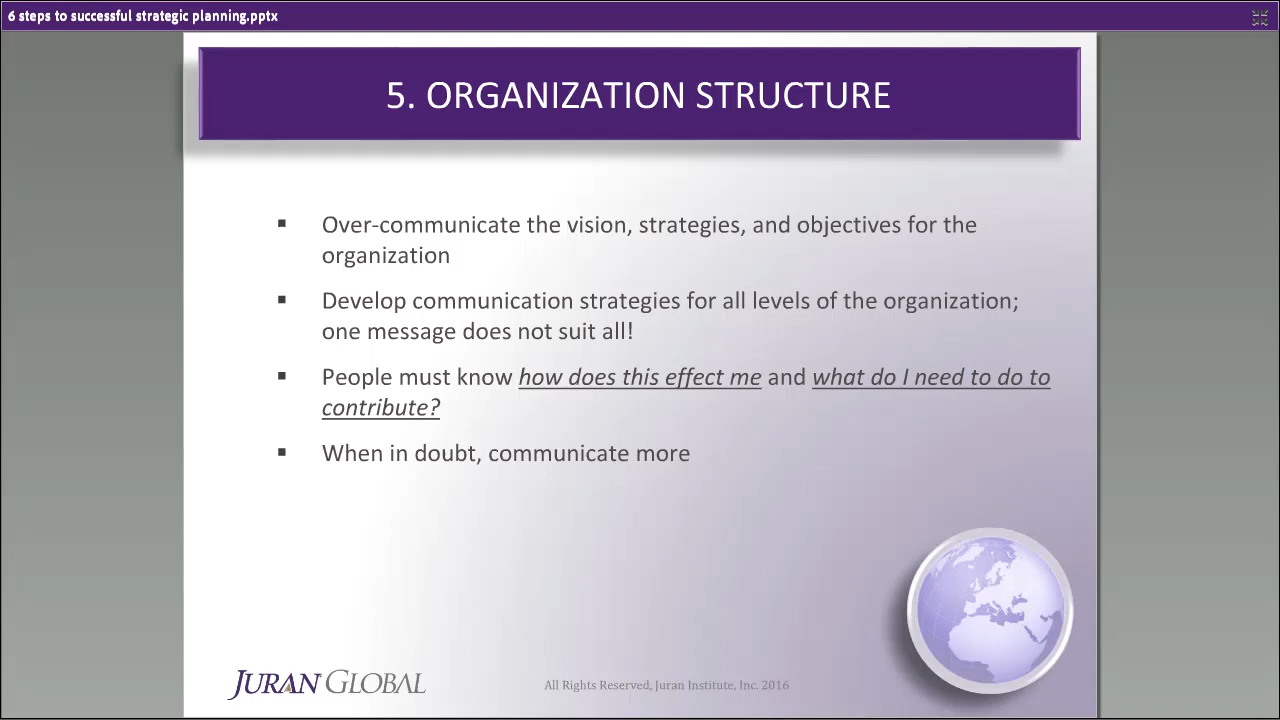 6 steps to successful strategic planning.pptx
5. ORGANIZATION STRUCTURE
▪ Over-communicate the vision, strategies, and objectives for the
organization
▪ Develop communication strategies for all levels of the organization;
one message does not suit all!
▪ People must know how does this effect me and what do I need to do to
contribute?
▪ When in doubt, communicate more
JURAN GLOBAL
All Rights Reserved, Juran Institute, Inc. 2016